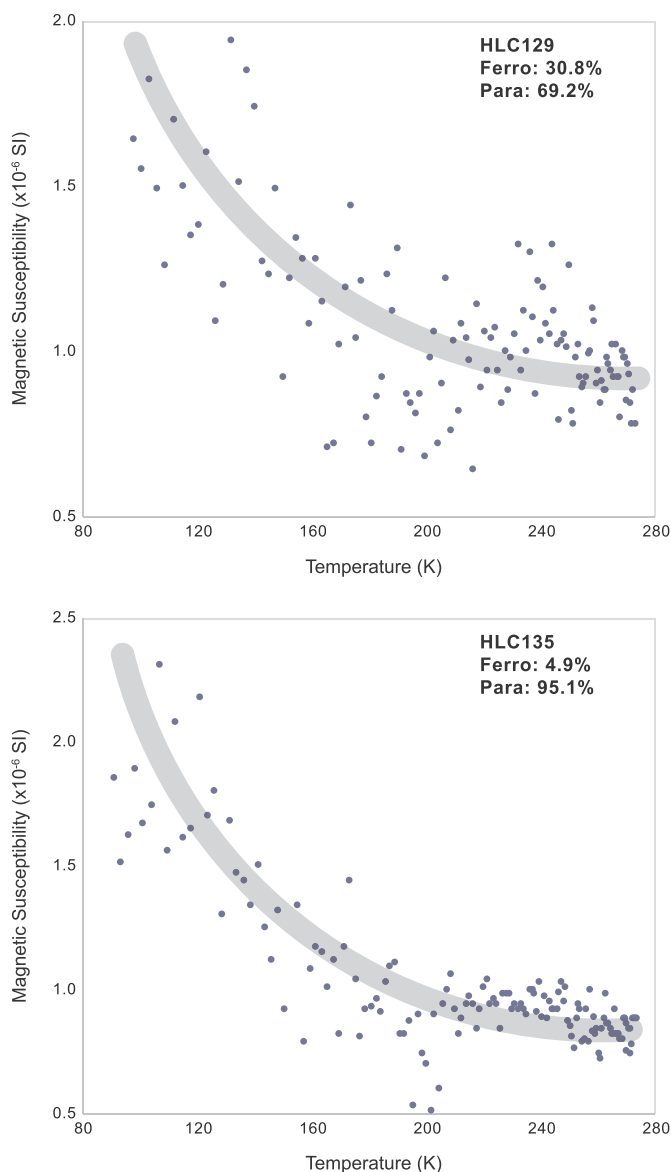 HLC129
Ferro: 30.8%
Para: 69.2%
Magnetic Susceptibility (x10⁻⁶ SI)
2.0
1.5
1.0
0.5
80 120 160 200 240 280
Temperature (K)
HLC135
Ferro: 4.9%
Para: 95.1%
Magnetic Susceptibility (x10⁻⁶ SI)
2.5
2.0
1.5
1.0
0.5
80 120 160 200 240 280
Temperature (K)